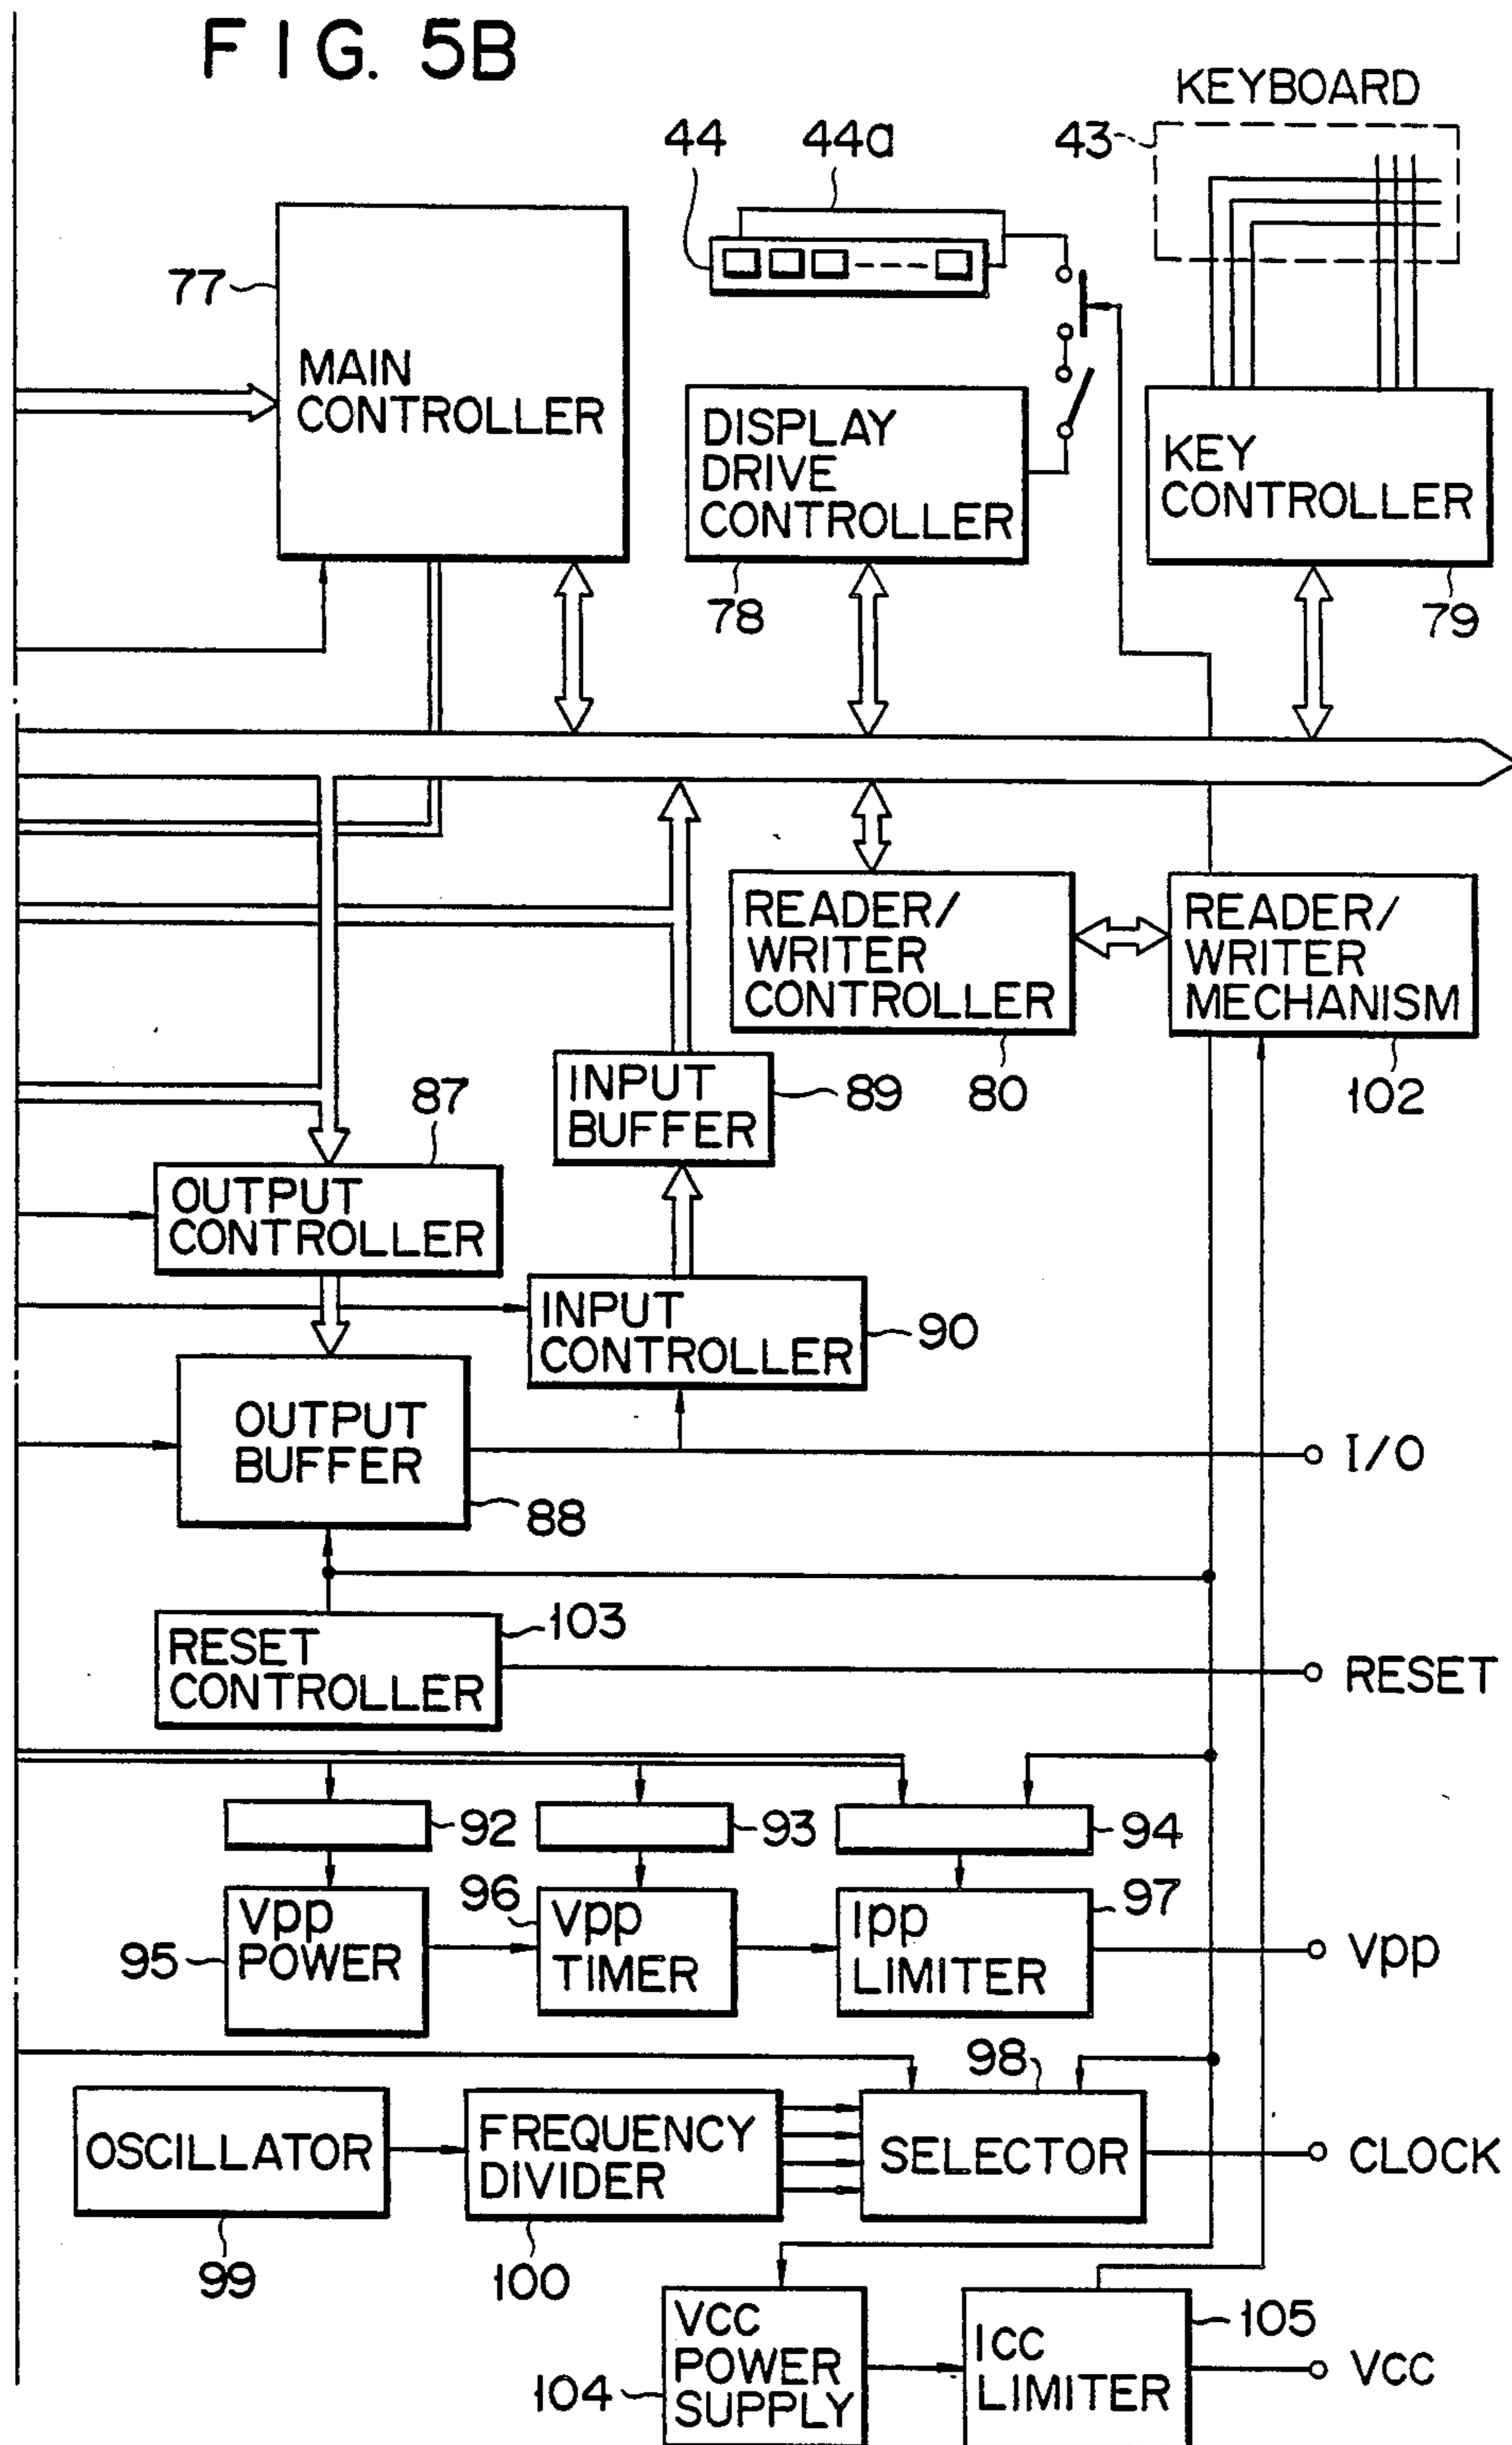 FIG. 5B
KEYBOARD
44
44a
43
77
MAIN
CONTROLLER
DISPLAY
DRIVE
CONTROLLER
KEY
CONTROLLER
78
79
READER/
WRITER
CONTROLLER
READER/
WRITER
MECHANISM
80
102
INPUT
BUFFER
89
87
OUTPUT
CONTROLLER
INPUT
CONTROLLER
90
OUTPUT
BUFFER
88
I/O
103
RESET
CONTROLLER
RESET
92
93
94
95
Vpp
POWER
96
Vpp
TIMER
97
Ipp
LIMITER
Vpp
98
OSCILLATOR
FREQUENCY
DIVIDER
SELECTOR
CLOCK
99
100
104
VCC
POWER
SUPPLY
105
ICC
LIMITER
VCC